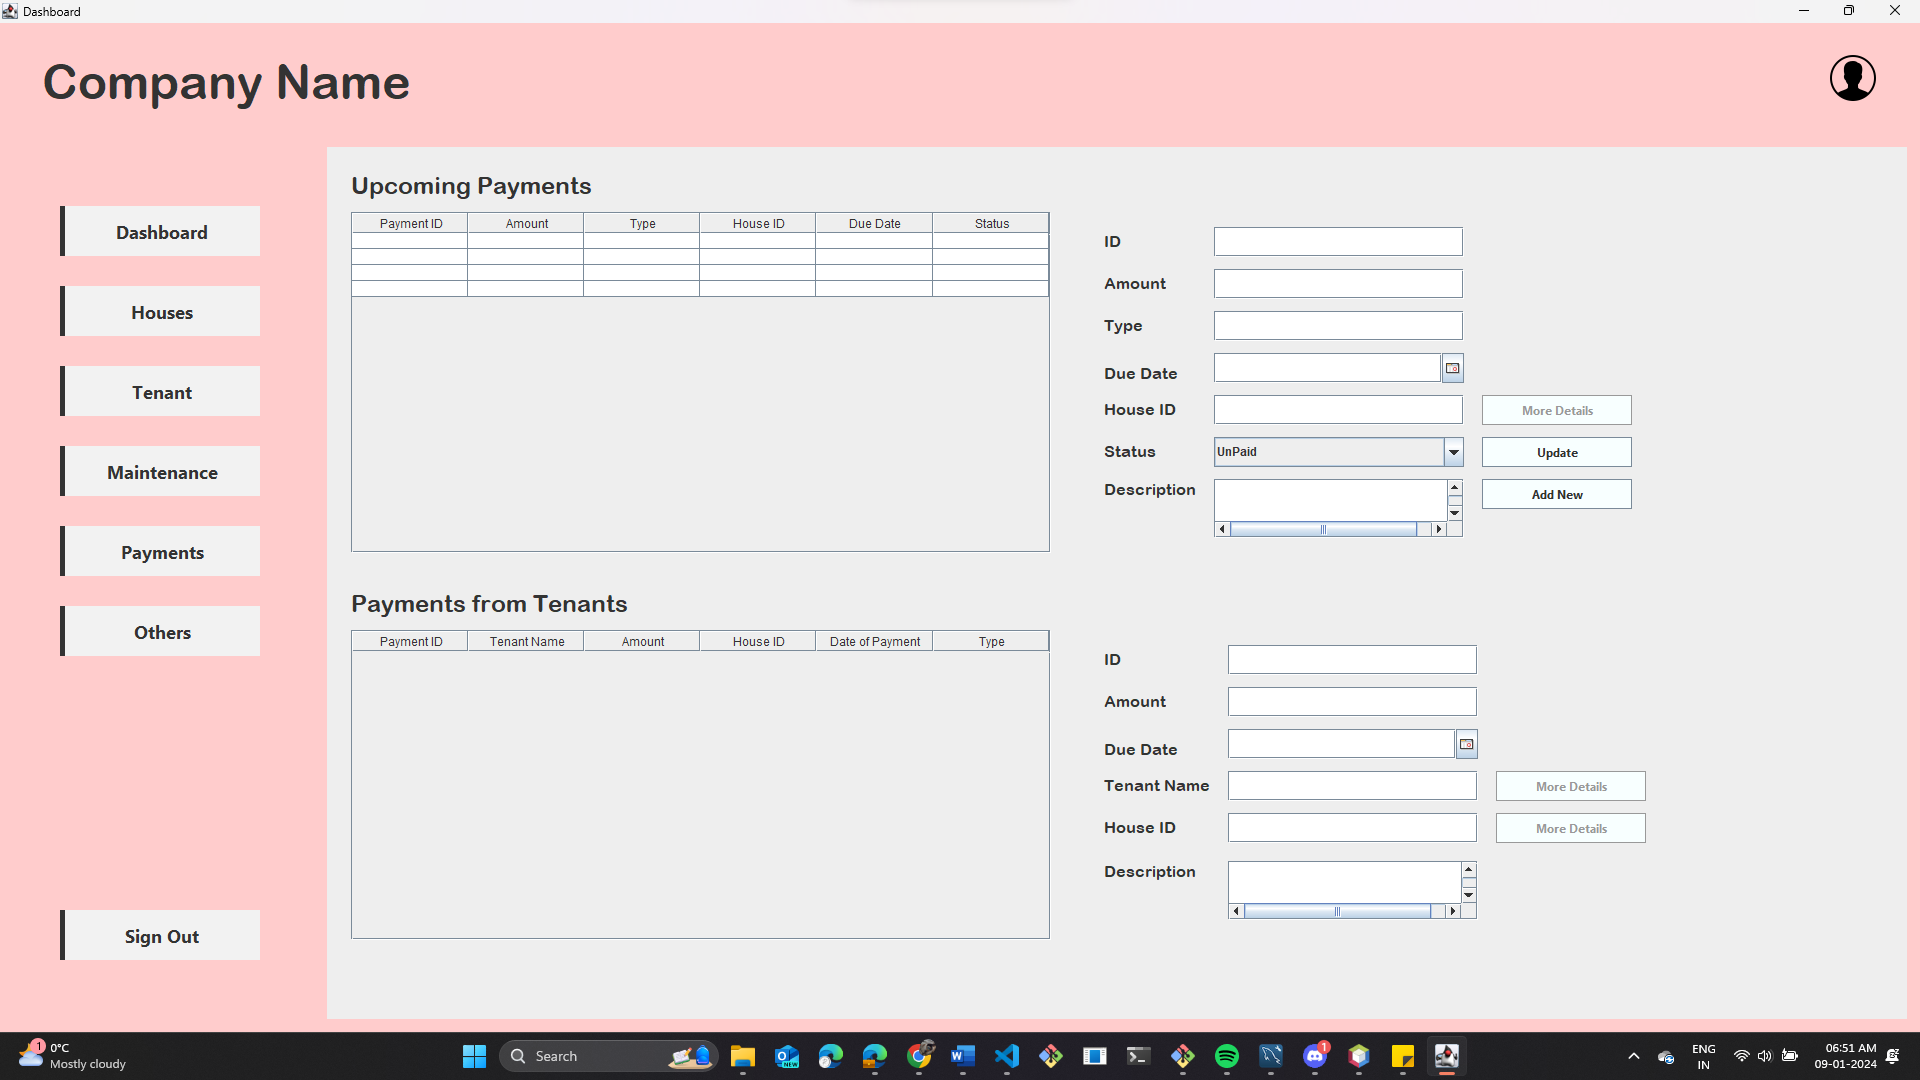 Dashboard
Company Name
Dashboard
Houses
Tenant
Maintenance
Payments
Others
Sign Out
Upcoming Payments
Payment ID Amount Type House ID Due Date Status
ID
Amount
Type
Due Date
House ID More Details
Status UnPaid Update
Description Add New
Payments from Tenants
Payment ID Tenant Name Amount House ID Date of Payment Type
ID
Amount
Due Date
Tenant Name More Details
House ID More Details
Description
1 0°C
Mostly cloudy
Search
NEW
W
1
ENG
IN
06:51 AM
09-01-2024